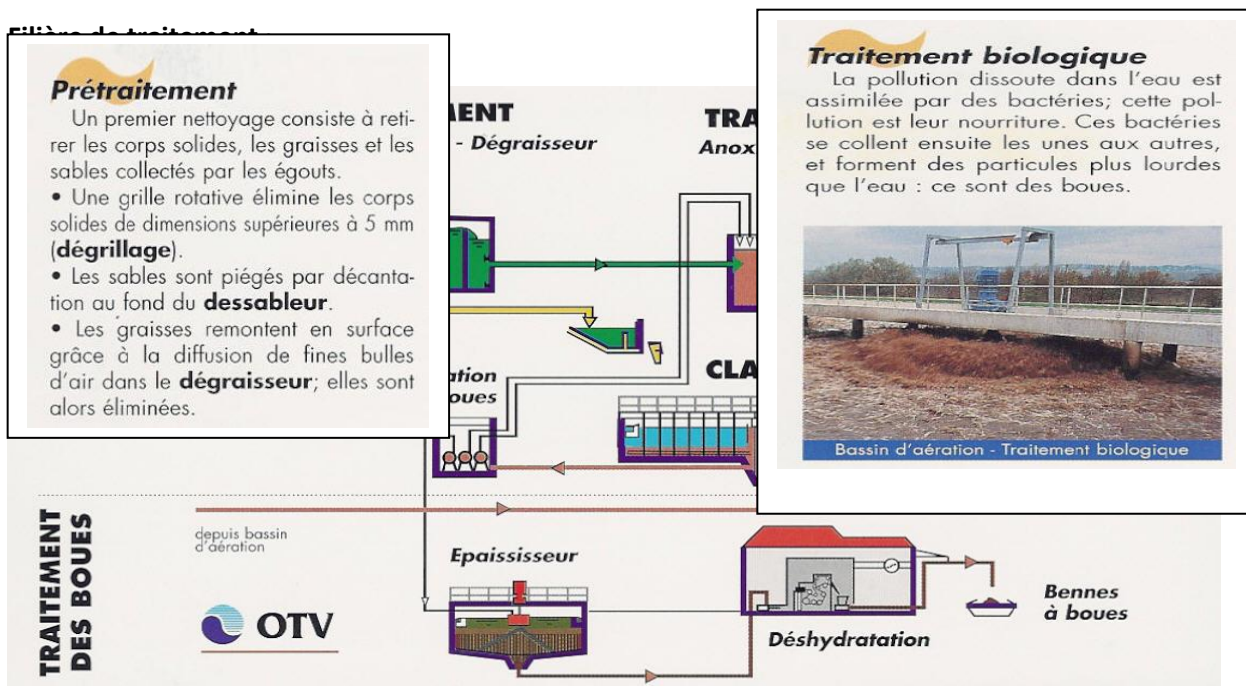 Filière de traitement
Prétraitement
Un premier nettoyage consiste à reti-
rer les corps solides, les graisses et les
sables collectés par les égouts.
• Une grille rotative élimine les corps
solides de dimensions supérieures à 5 mm
(dégrillage).
• Les sables sont piégés par décanta-
tion au fond du dessableur.
• Les graisses remontent en surface
grâce à la diffusion de fines bulles
d'air dans le dégraisseur; elles sont
alors éliminées.
Traitement biologique
La pollution dissoute dans l'eau est
assimilée par des bactéries; cette pol-
lution est leur nourriture. Ces bactéries
se collent ensuite les unes aux autres,
et forment des particules plus lourdes
que l'eau : ce sont des boues.
Bassin d'aération - Traitement biologique
- Dégraisseur
TRAITEMENT
DES BOUES
depuis bassin
d'aération
OTV
Epaississeur
Déshydratation
Bennes
à boues